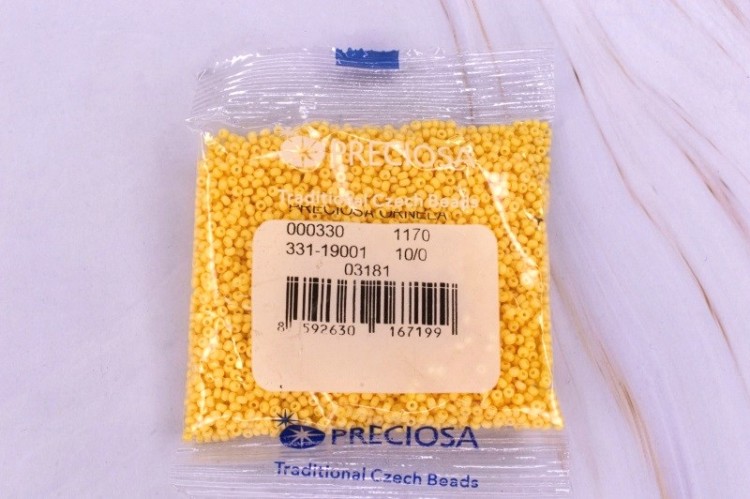 PRECIOSA
Traditional Czech Beads
PRECIOSA ORNELA
000330 1170
331-19001 10/0
03181
8 592630 167199
PRECIOSA
Traditional Czech Beads